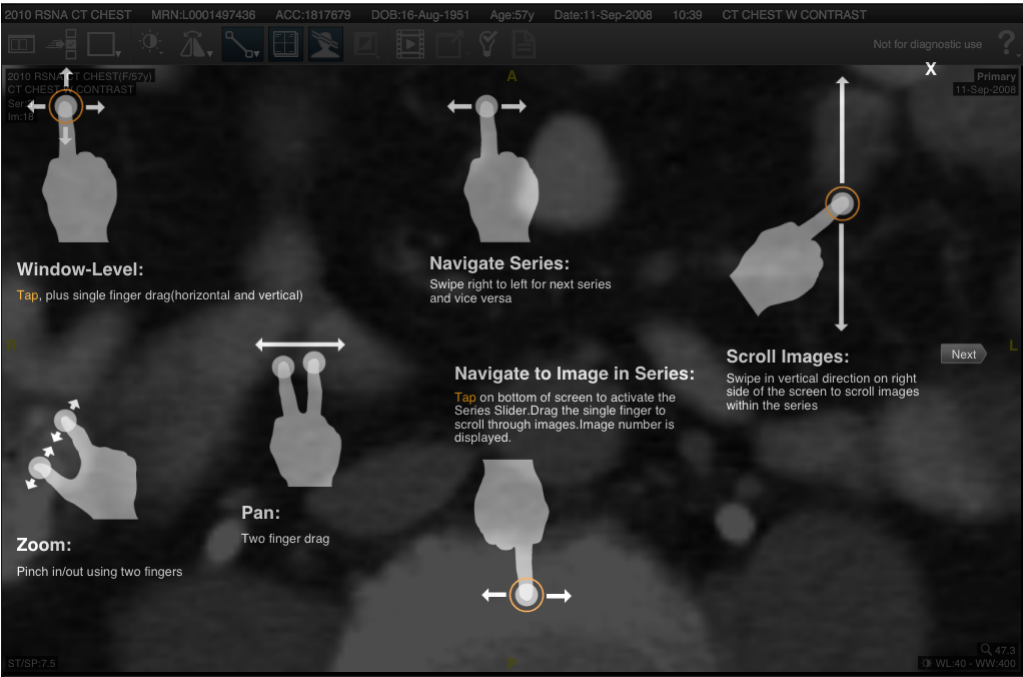 2010 RSNA CT CHEST MRN:L0001497436 ACC:1817679 DOB:16-Aug-1951 Age:57y Date:11-Sep-2008 10:39 CT CHEST W CONTRAST
Not for diagnostic use ?
2010 RSNA CT CHEST(F/57y)
CT CHEST W CONTRAST
Ser:
Im:18
A
X
Primary
11-Sep-2008
Window-Level:
Tap, plus single finger drag(horizontal and vertical)
Navigate Series:
Swipe right to left for next series
and vice versa
Scroll Images:
Swipe in vertical direction on right
side of the screen to scroll images
within the series
Next
L
Navigate to Image in Series:
Tap on bottom of screen to activate the
Series Slider.Drag the single finger to
scroll through images.Image number is
displayed.
Pan:
Two finger drag
Zoom:
Pinch in/out using two fingers
ST/SP:7.5
47.3
WL:40 - WW:400